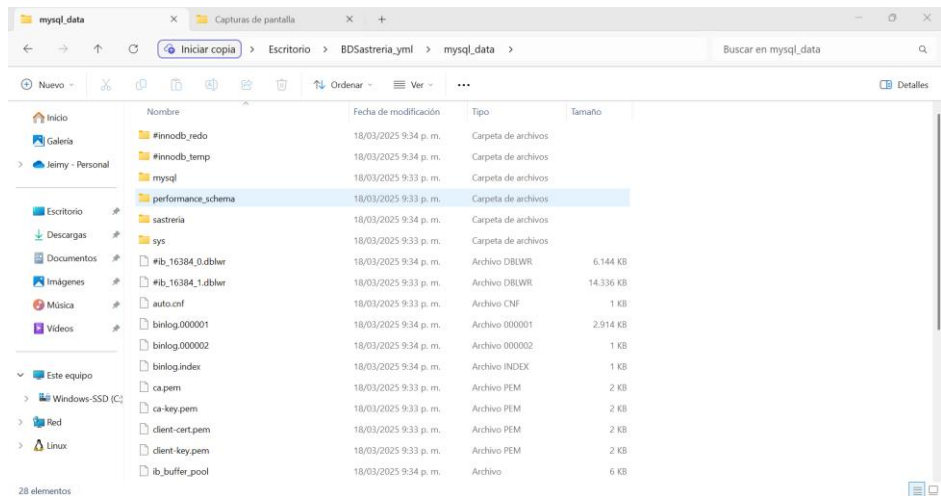 mysql_data Capturas de pantalla
Iniciar copia > Escritorio > BDSastreria_yml > mysql_data > Buscar en mysql_data
Nuevo Ordenar Ver ... Detalles
Inicio
Galería
Jeimy - Personal
Escritorio
Descargas
Documentos
Imágenes
Música
Vídeos
Este equipo
Windows-SSD (C:)
Red
Linux
Nombre Fecha de modificación Tipo Tamaño
#innodb_redo 18/03/2025 9:34 p. m. Carpeta de archivos
#innodb_temp 18/03/2025 9:34 p. m. Carpeta de archivos
mysql 18/03/2025 9:33 p. m. Carpeta de archivos
performance_schema 18/03/2025 9:33 p. m. Carpeta de archivos
sastreria 18/03/2025 9:34 p. m. Carpeta de archivos
sys 18/03/2025 9:33 p. m. Carpeta de archivos
#ib_16384_0.dblwr 18/03/2025 9:34 p. m. Archivo DBLWR 6.144 KB
#ib_16384_1.dblwr 18/03/2025 9:33 p. m. Archivo DBLWR 14.336 KB
auto.cnf 18/03/2025 9:33 p. m. Archivo CNF 1 KB
binlog.000001 18/03/2025 9:34 p. m. Archivo 000001 2.914 KB
binlog.000002 18/03/2025 9:34 p. m. Archivo 000002 1 KB
binlog.index 18/03/2025 9:34 p. m. Archivo INDEX 1 KB
ca.pem 18/03/2025 9:33 p. m. Archivo PEM 2 KB
ca-key.pem 18/03/2025 9:33 p. m. Archivo PEM 2 KB
client-cert.pem 18/03/2025 9:33 p. m. Archivo PEM 2 KB
client-key.pem 18/03/2025 9:33 p. m. Archivo PEM 2 KB
ib_buffer_pool 18/03/2025 9:34 p. m. Archivo 6 KB
28 elementos